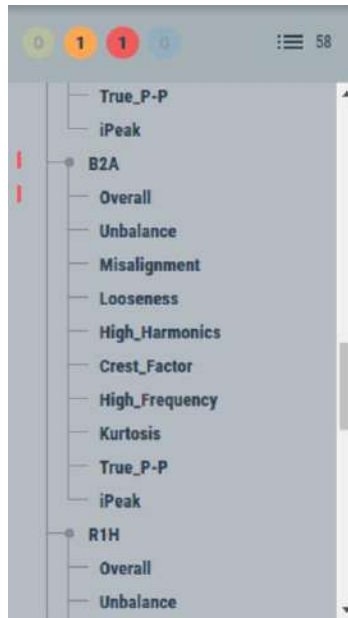 0 1 1 0 58
True_P-P
iPeak
B2A
Overall
Unbalance
Misalignment
Looseness
High_Harmonics
Crest_Factor
High_Frequency
Kurtosis
True_P-P
iPeak
R1H
Overall
Unbalance